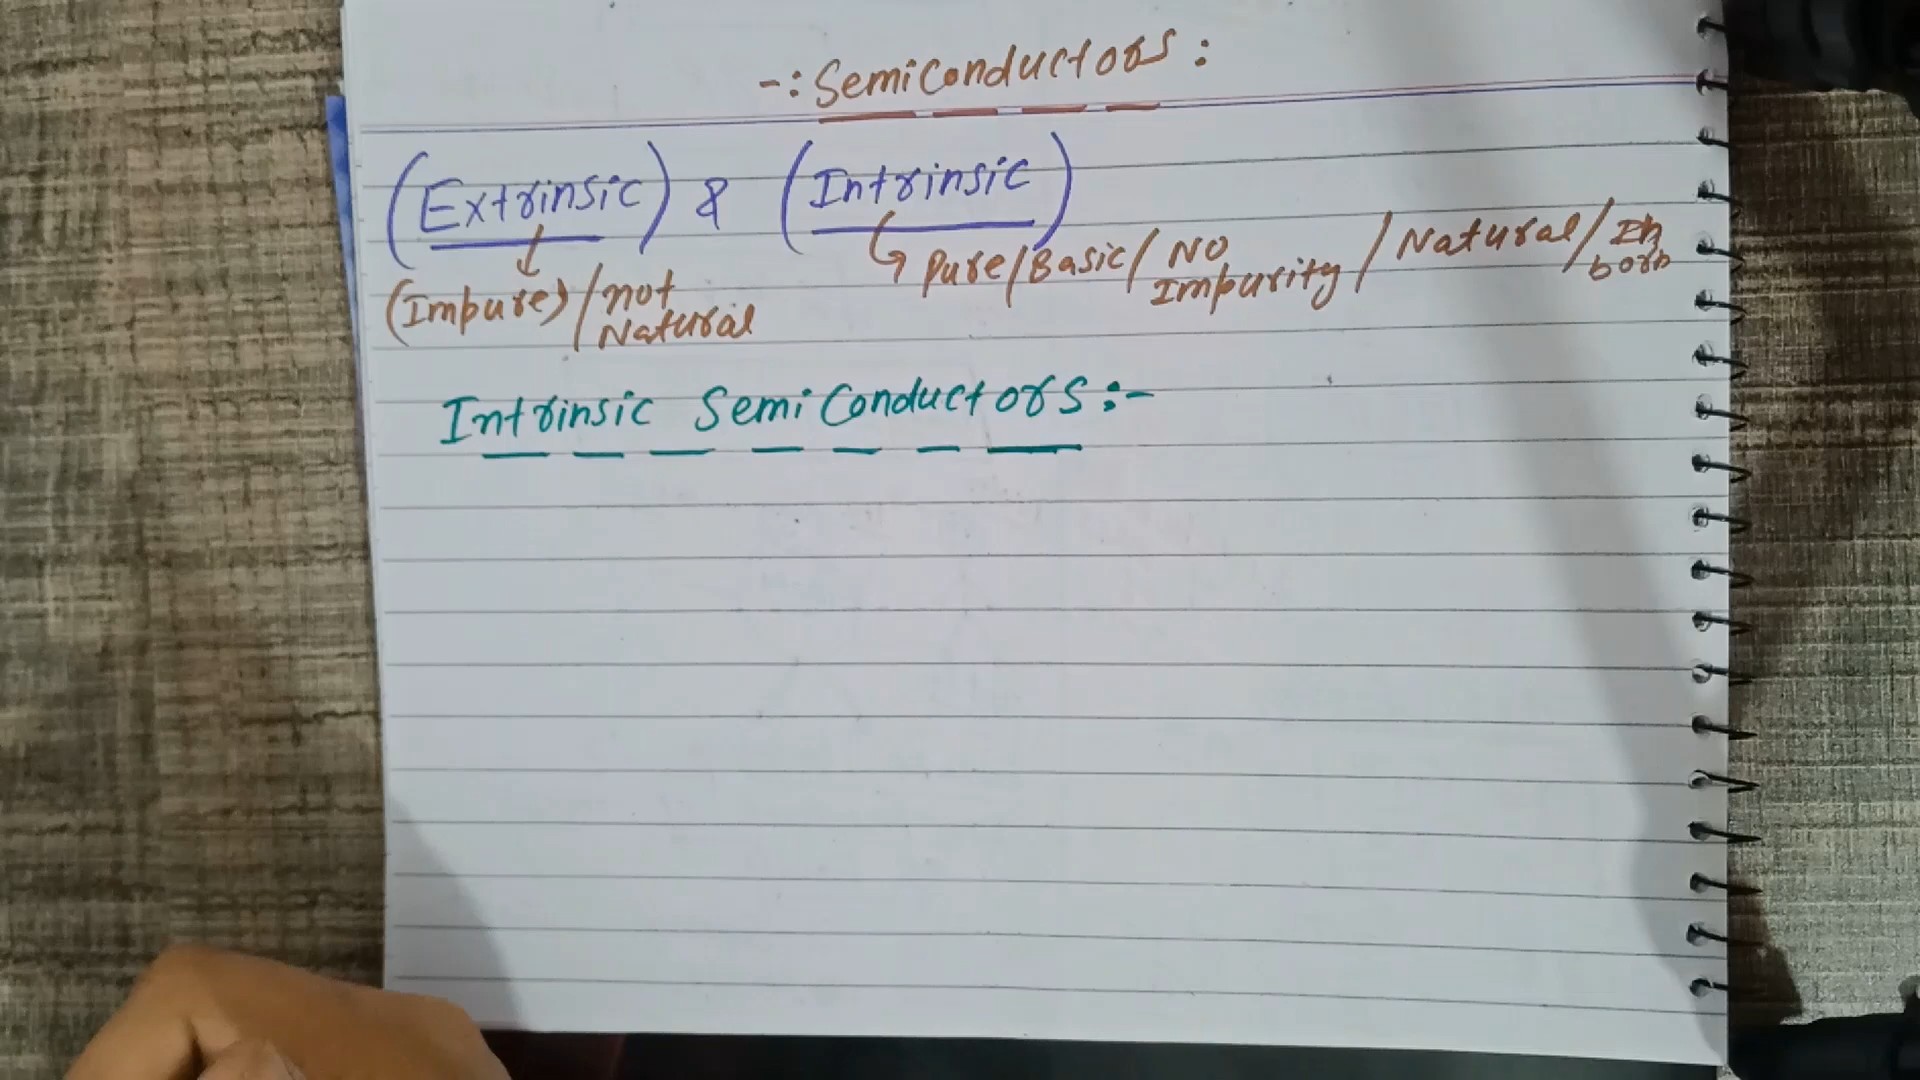 -: Semiconductors :
(Extrinsic) & (Intrinsic)
(Impure) / not Natural
Pure / Basic / NO Impurity / Natural / In born
Intrinsic Semiconductors :-